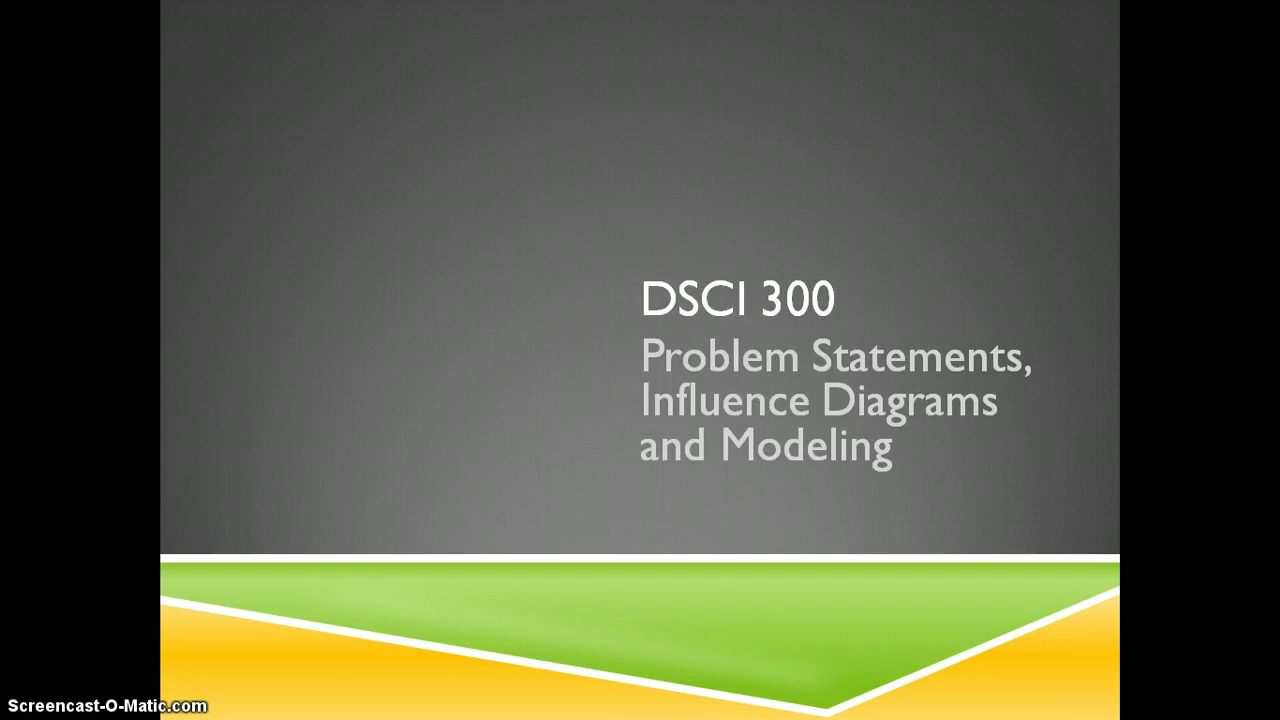 DSCI 300
Problem Statements,
Influence Diagrams
and Modeling
Screencast-O-Matic.com